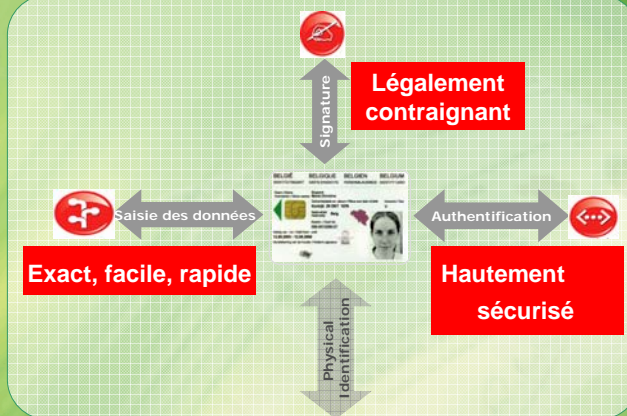 Signature
Légalement
contraignant
BELGIË BELGIQUE BELGIEN BELGIUM
Saisie des données
Authentification
Exact, facile, rapide
Hautement
sécurisé
Physical
Identification